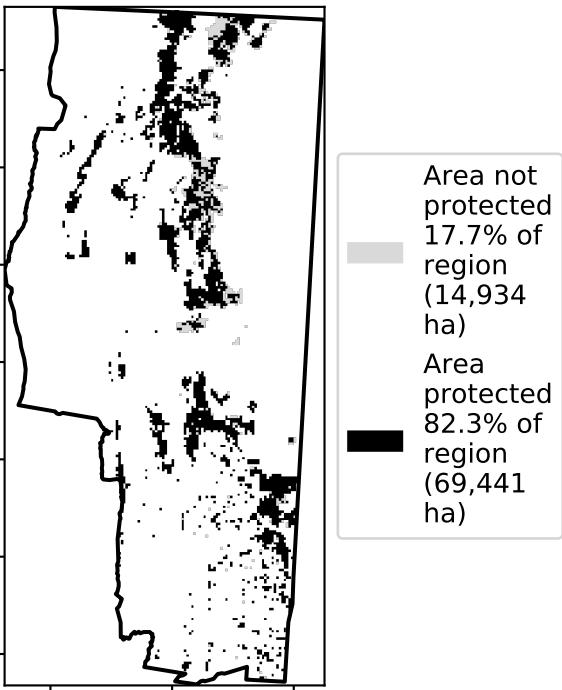 Area not
protected
17.7% of
region
(14,934
ha)
Area
protected
82.3% of
region
(69,441
ha)